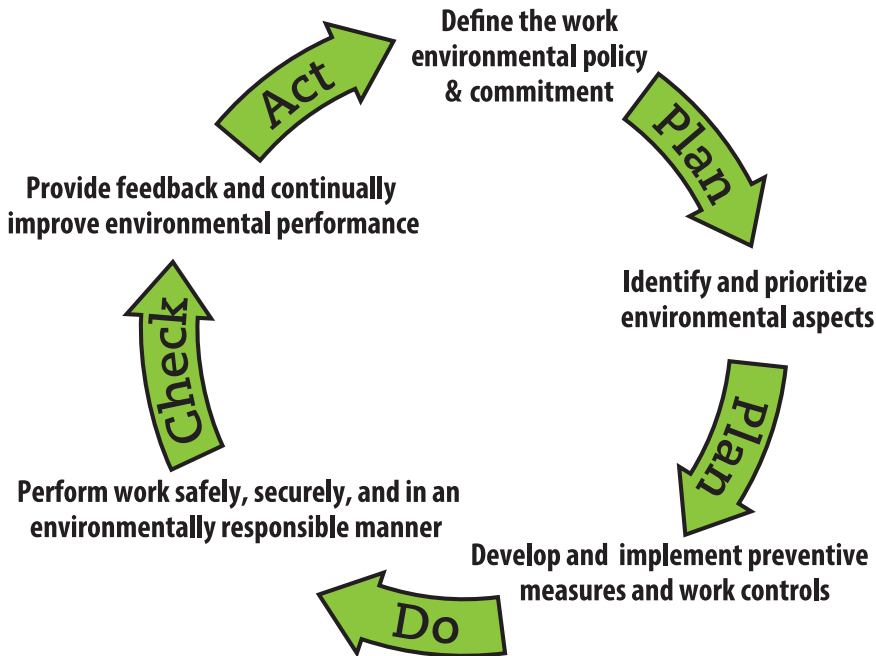 Define the work
environmental policy
& commitment
Plan
Identify and prioritize
environmental aspects
Plan
Develop and implement preventive
measures and work controls
Do
Perform work safely, securely, and in an
environmentally responsible manner
Check
Provide feedback and continually
improve environmental performance
Act